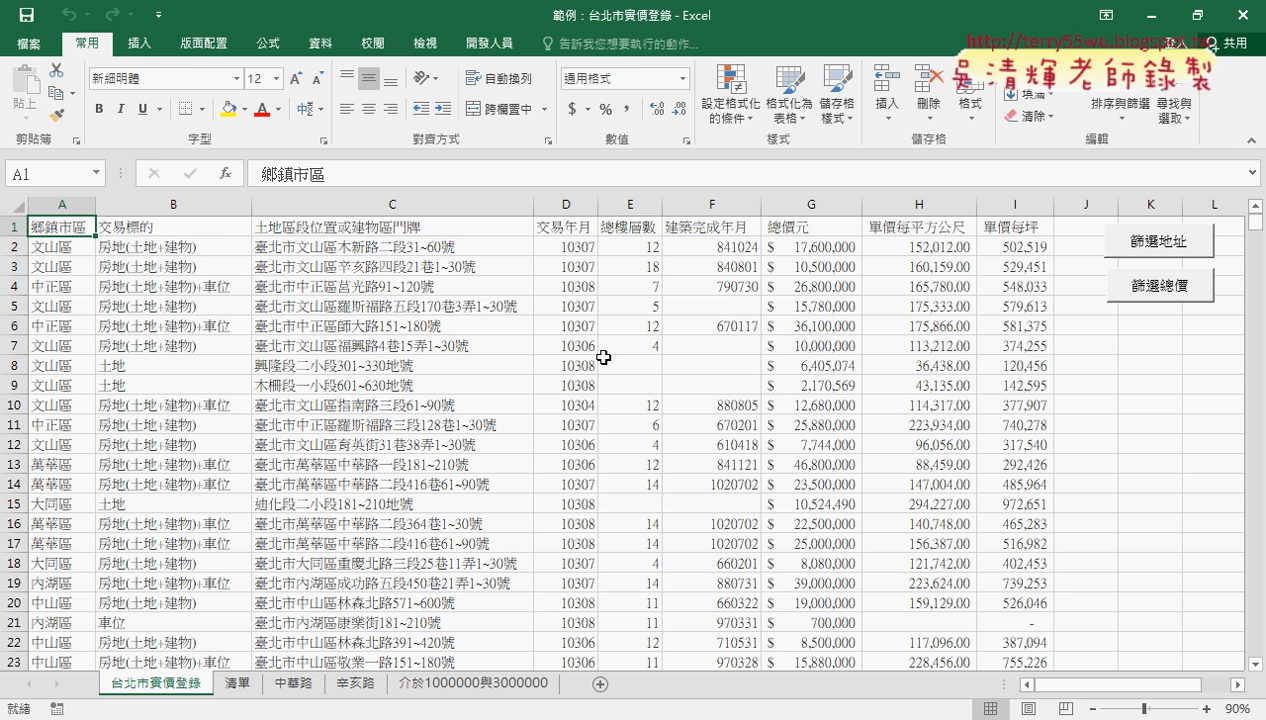 範例：台北市實價登錄 - Excel
檔案 常用 插入 版面配置 公式 資料 校閱 檢視 開發人員 告訴我您想要執行的動作... 共用
http://terry55wu.blogspot.tw
吳清輝老師錄製
貼上 新細明體 12 自動換列 通用格式 設定格式化的條件 格式化為表格 儲存格樣式 插入 刪除 格式 填滿 清除 排序與篩選 尋找與選取
B I U 跨欄置中 $ % ,
剪貼簿 字型 對齊方式 數值 樣式 儲存格 編輯
A1 fx 鄉鎮市區
A B C D E F G H I J K L
1 鄉鎮市區 交易標的 土地區段位置或建物區門牌 交易年月 總樓層數 建築完成年月 總價元 單價每平方公尺 單價每坪
2 文山區 房地(土地+建物) 臺北市文山區木新路二段31~60號 10307 12 841024 $ 17,600,000 152,012.00 502,519
篩選地址
3 文山區 房地(土地+建物) 臺北市文山區辛亥路四段21巷1~30號 10307 18 840801 $ 10,500,000 160,159.00 529,451
4 中正區 房地(土地+建物)+車位 臺北市中正區莒光路91~120號 10308 7 790730 $ 26,800,000 165,780.00 548,033
篩選總價
5 文山區 房地(土地+建物) 臺北市文山區羅斯福路五段170巷3弄1~30號 10307 5 $ 15,780,000 175,333.00 579,613
6 中正區 房地(土地+建物)+車位 臺北市中正區師大路151~180號 10307 12 670117 $ 36,100,000 175,866.00 581,375
7 文山區 房地(土地+建物) 臺北市文山區福興路4巷15弄1~30號 10306 4 $ 10,000,000 113,212.00 374,255
8 文山區 土地 興隆段二小段301~330地號 10308 $ 6,405,074 36,438.00 120,456
9 文山區 土地 木柵段一小段601~630地號 10308 $ 2,170,569 43,135.00 142,595
10 文山區 房地(土地+建物)+車位 臺北市文山區指南路三段61~90號 10304 12 880805 $ 12,680,000 114,317.00 377,907
11 中正區 房地(土地+建物)+車位 臺北市中正區羅斯福路三段128巷1~30號 10307 6 670201 $ 25,880,000 223,934.00 740,278
12 文山區 房地(土地+建物) 臺北市文山區育英街31巷38弄1~30號 10306 4 610418 $ 7,744,000 96,056.00 317,540
13 萬華區 房地(土地+建物)+車位 臺北市萬華區中華路一段181~210號 10306 12 841121 $ 46,800,000 88,459.00 292,426
14 萬華區 房地(土地+建物)+車位 臺北市萬華區中華路二段416巷61~90號 10307 14 1020702 $ 23,500,000 147,004.00 485,964
15 大同區 土地 迪化段二小段181~210地號 10308 $ 10,524,490 294,227.00 972,651
16 萬華區 房地(土地+建物)+車位 臺北市萬華區中華路二段364巷1~30號 10308 14 1020702 $ 22,500,000 140,748.00 465,283
17 萬華區 房地(土地+建物)+車位 臺北市萬華區中華路二段416巷61~90號 10308 14 1020702 $ 25,000,000 156,387.00 516,982
18 大同區 房地(土地+建物) 臺北市大同區重慶北路三段25巷11弄1~30號 10307 4 660201 $ 8,080,000 121,742.00 402,453
19 內湖區 房地(土地+建物)+車位 臺北市內湖區成功路五段450巷21弄1~30號 10307 14 880731 $ 39,000,000 223,624.00 739,253
20 中山區 房地(土地+建物) 臺北市中山區林森北路571~600號 10308 11 660322 $ 19,000,000 159,129.00 526,046
21 內湖區 車位 臺北市內湖區康樂街181~210號 10308 11 970331 $ 700,000 -
22 中山區 房地(土地+建物) 臺北市中山區林森北路391~420號 10306 12 710531 $ 8,500,000 117,096.00 387,094
23 中山區 房地(土地+建物)+車位 臺北市中山區敬業一路151~180號 10306 11 970328 $ 15,880,000 228,456.00 755,226
台北市實價登錄 清單 中華路 辛亥路 介於1000000與3000000
就緒 90%